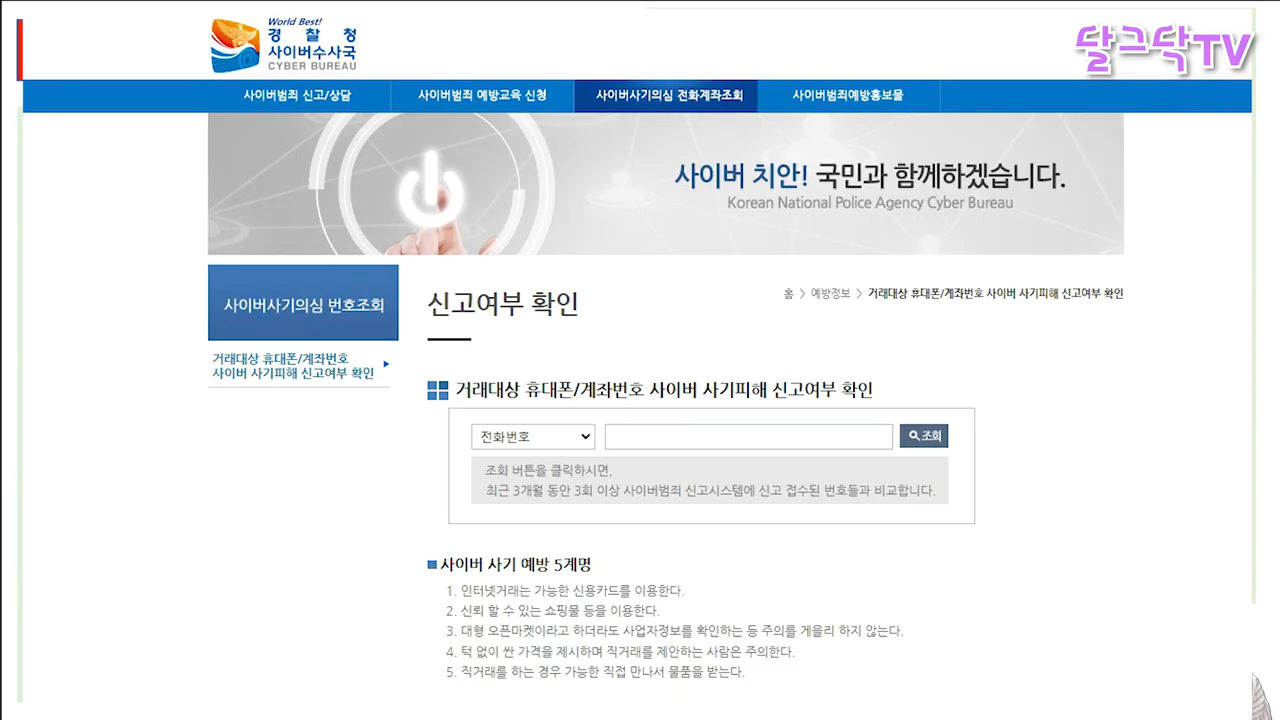 World Best!
경 찰 청
사이버수사국
CYBER BUREAU
달그닥TV
사이버범죄 신고/상담
사이버범죄 예방교육 신청
사이버사기의심 전화계좌조회
사이버범죄예방홍보물
사이버 치안! 국민과 함께하겠습니다.
Korean National Police Agency Cyber Bureau
사이버사기의심 번호조회
거래대상 휴대폰/계좌번호
사이버 사기피해 신고여부 확인
신고여부 확인
홈 > 예방정보 > 거래대상 휴대폰/계좌번호 사이버 사기피해 신고여부 확인
거래대상 휴대폰/계좌번호 사이버 사기피해 신고여부 확인
전화번호
조회
조회 버튼을 클릭하시면,
최근 3개월 동안 3회 이상 사이버범죄 신고시스템에 신고 접수된 번호들과 비교합니다.
사이버 사기 예방 5계명
1. 인터넷거래는 가능한 신용카드를 이용한다.
2. 신뢰 할 수 있는 쇼핑몰 등을 이용한다.
3. 대형 오픈마켓이라고 하더라도 사업자정보를 확인하는 등 주의를 게을리 하지 않는다.
4. 턱 없이 싼 가격을 제시하며 직거래를 제안하는 사람은 주의한다.
5. 직거래를 하는 경우 가능한 직접 만나서 물품을 받는다.